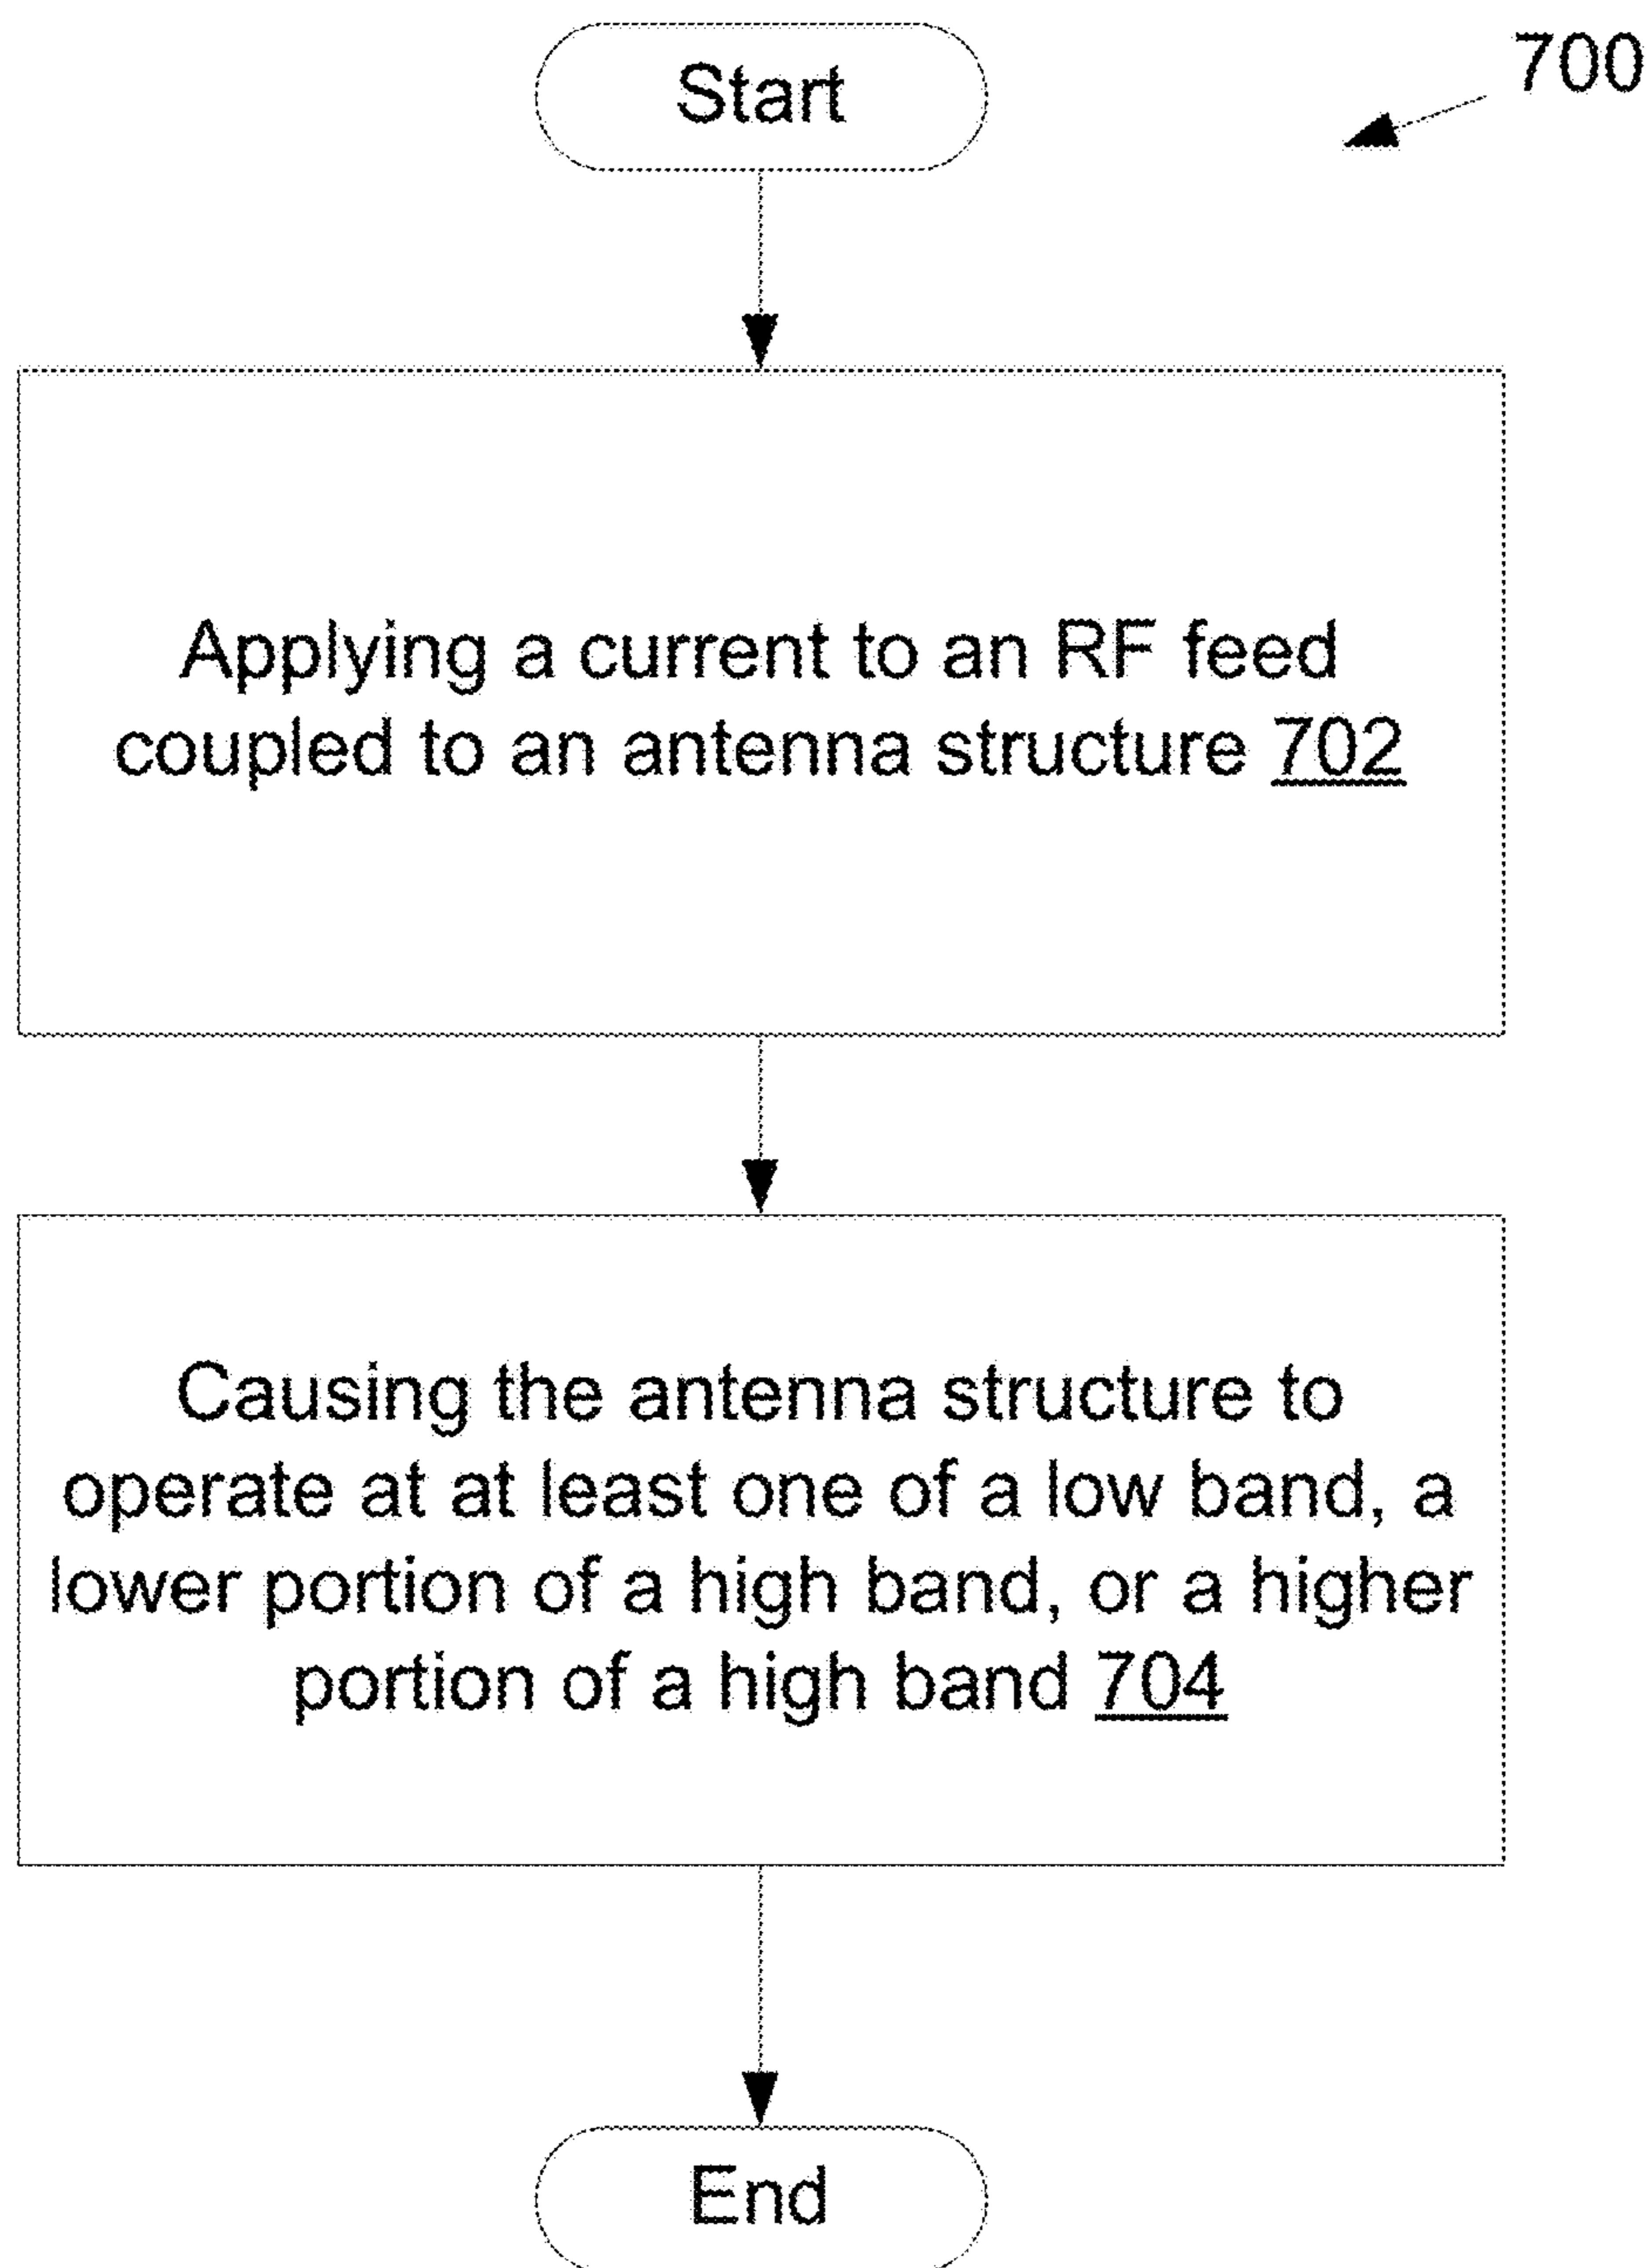 Start
700
Applying a current to an RF feed
coupled to an antenna structure 702
Causing the antenna structure to
operate at at least one of a low band, a
lower portion of a high band, or a higher
portion of a high band 704
End